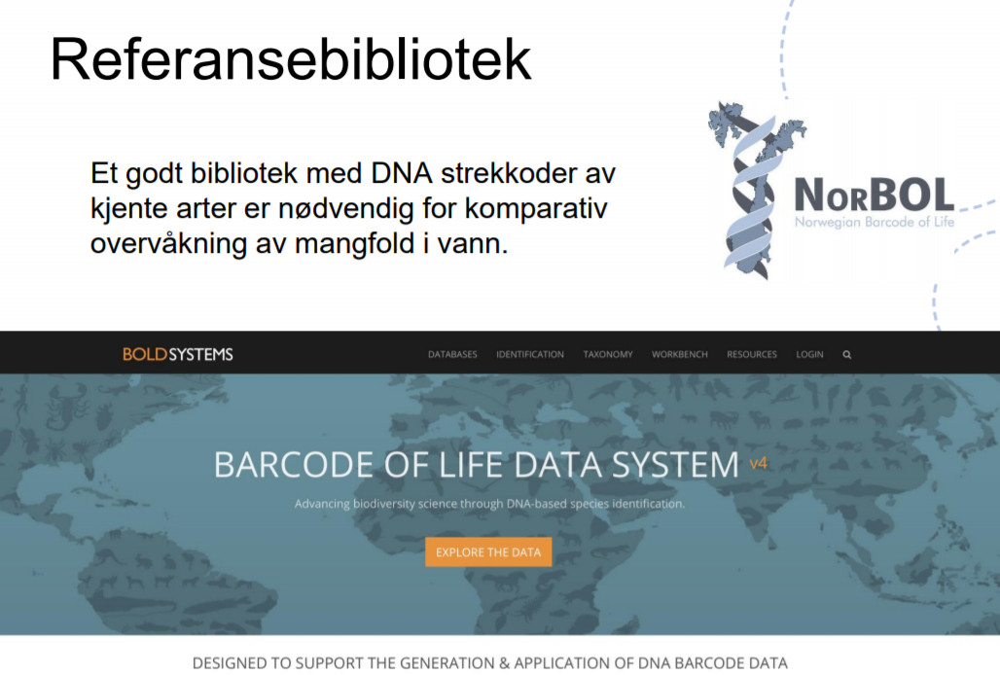 Referansebibliotek
Et godt bibliotek med DNA strekkoder av
kjente arter er nødvendig for komparativ
overvåkning av mangfold i vann.
NORBOL
Norwegian Barcode of Life
BOLDSYSTEMS
DATABASES IDENTIFICATION TAXONOMY WORKBENCH RESOURCES LOGIN
BARCODE OF LIFE DATA SYSTEM v4
Advancing biodiversity science through DNA-based species identification.
EXPLORE THE DATA
DESIGNED TO SUPPORT THE GENERATION & APPLICATION OF DNA BARCODE DATA